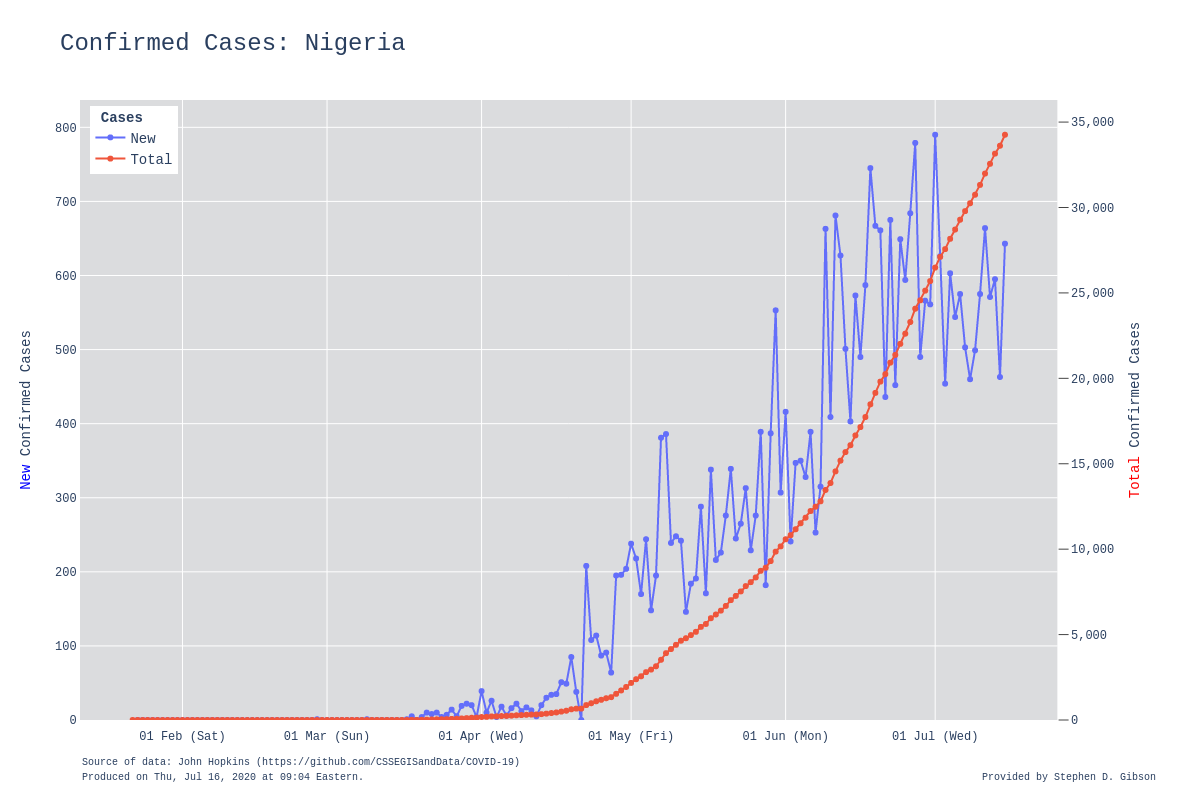 Confirmed Cases: Nigeria
Cases
New
Total
800
700
600
500
400
300
200
100
0
New Confirmed Cases
35,000
30,000
25,000
20,000
15,000
10,000
5,000
0
Total Confirmed Cases
01 Feb (Sat) 01 Mar (Sun) 01 Apr (Wed) 01 May (Fri) 01 Jun (Mon) 01 Jul (Wed)
Source of data: John Hopkins (https://github.com/CSSEGISandData/COVID-19)
Produced on Thu, Jul 16, 2020 at 09:04 Eastern.
Provided by Stephen D. Gibson